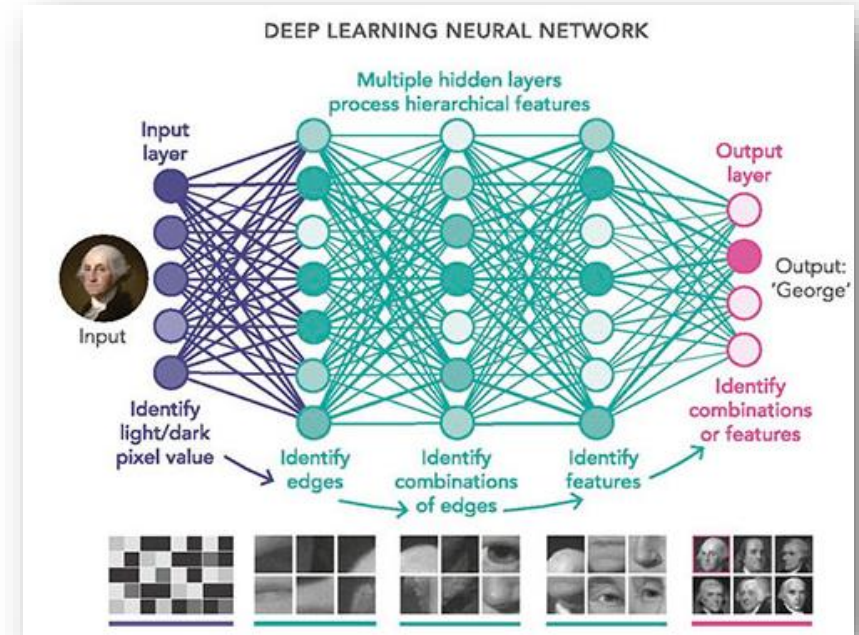 DEEP LEARNING NEURAL NETWORK
Multiple hidden layers
process hierarchical features
Input
layer
Output
layer
Input
Output:
'George'
Identify
light/dark
pixel value
Identify
edges
Identify
combinations
of edges
Identify
features
Identify
combinations
or features